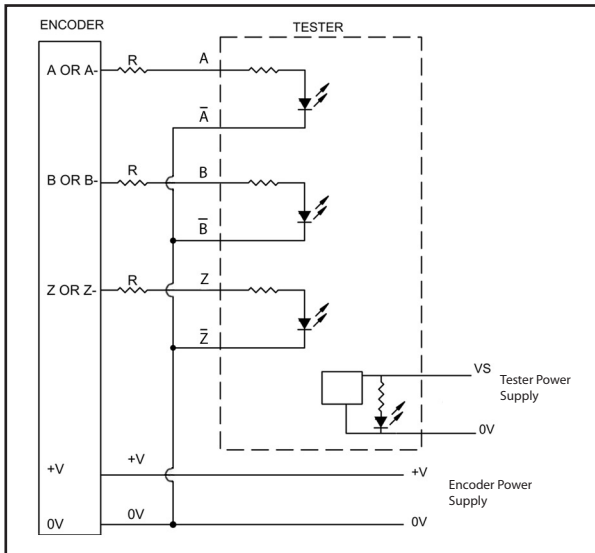 ENCODER
TESTER
A OR A-
R
A
A̅
B OR B-
R
B
B̅
Z OR Z-
R
Z
Z̅
VS
Tester Power
Supply
0V
+V
+V
+V
Encoder Power
Supply
0V
0V
0V